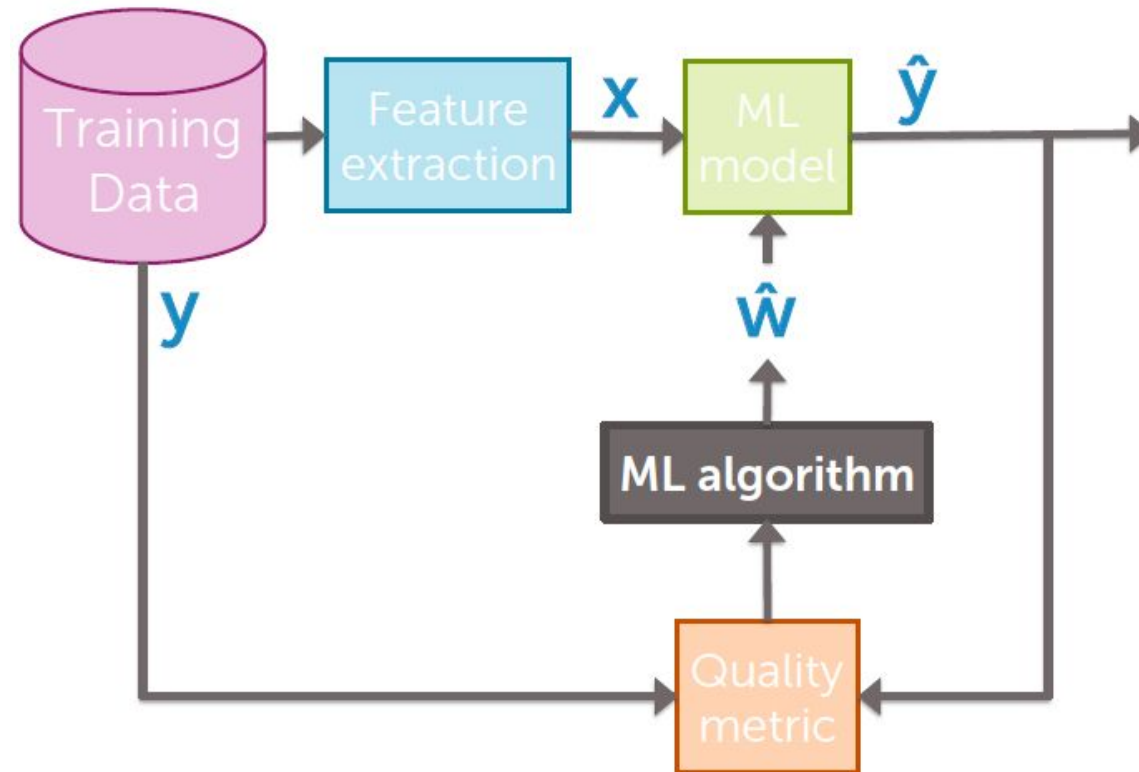 Training
Data
Feature
extraction
x
ML
model
ŷ
y
ŵ
ML algorithm
Quality
metric